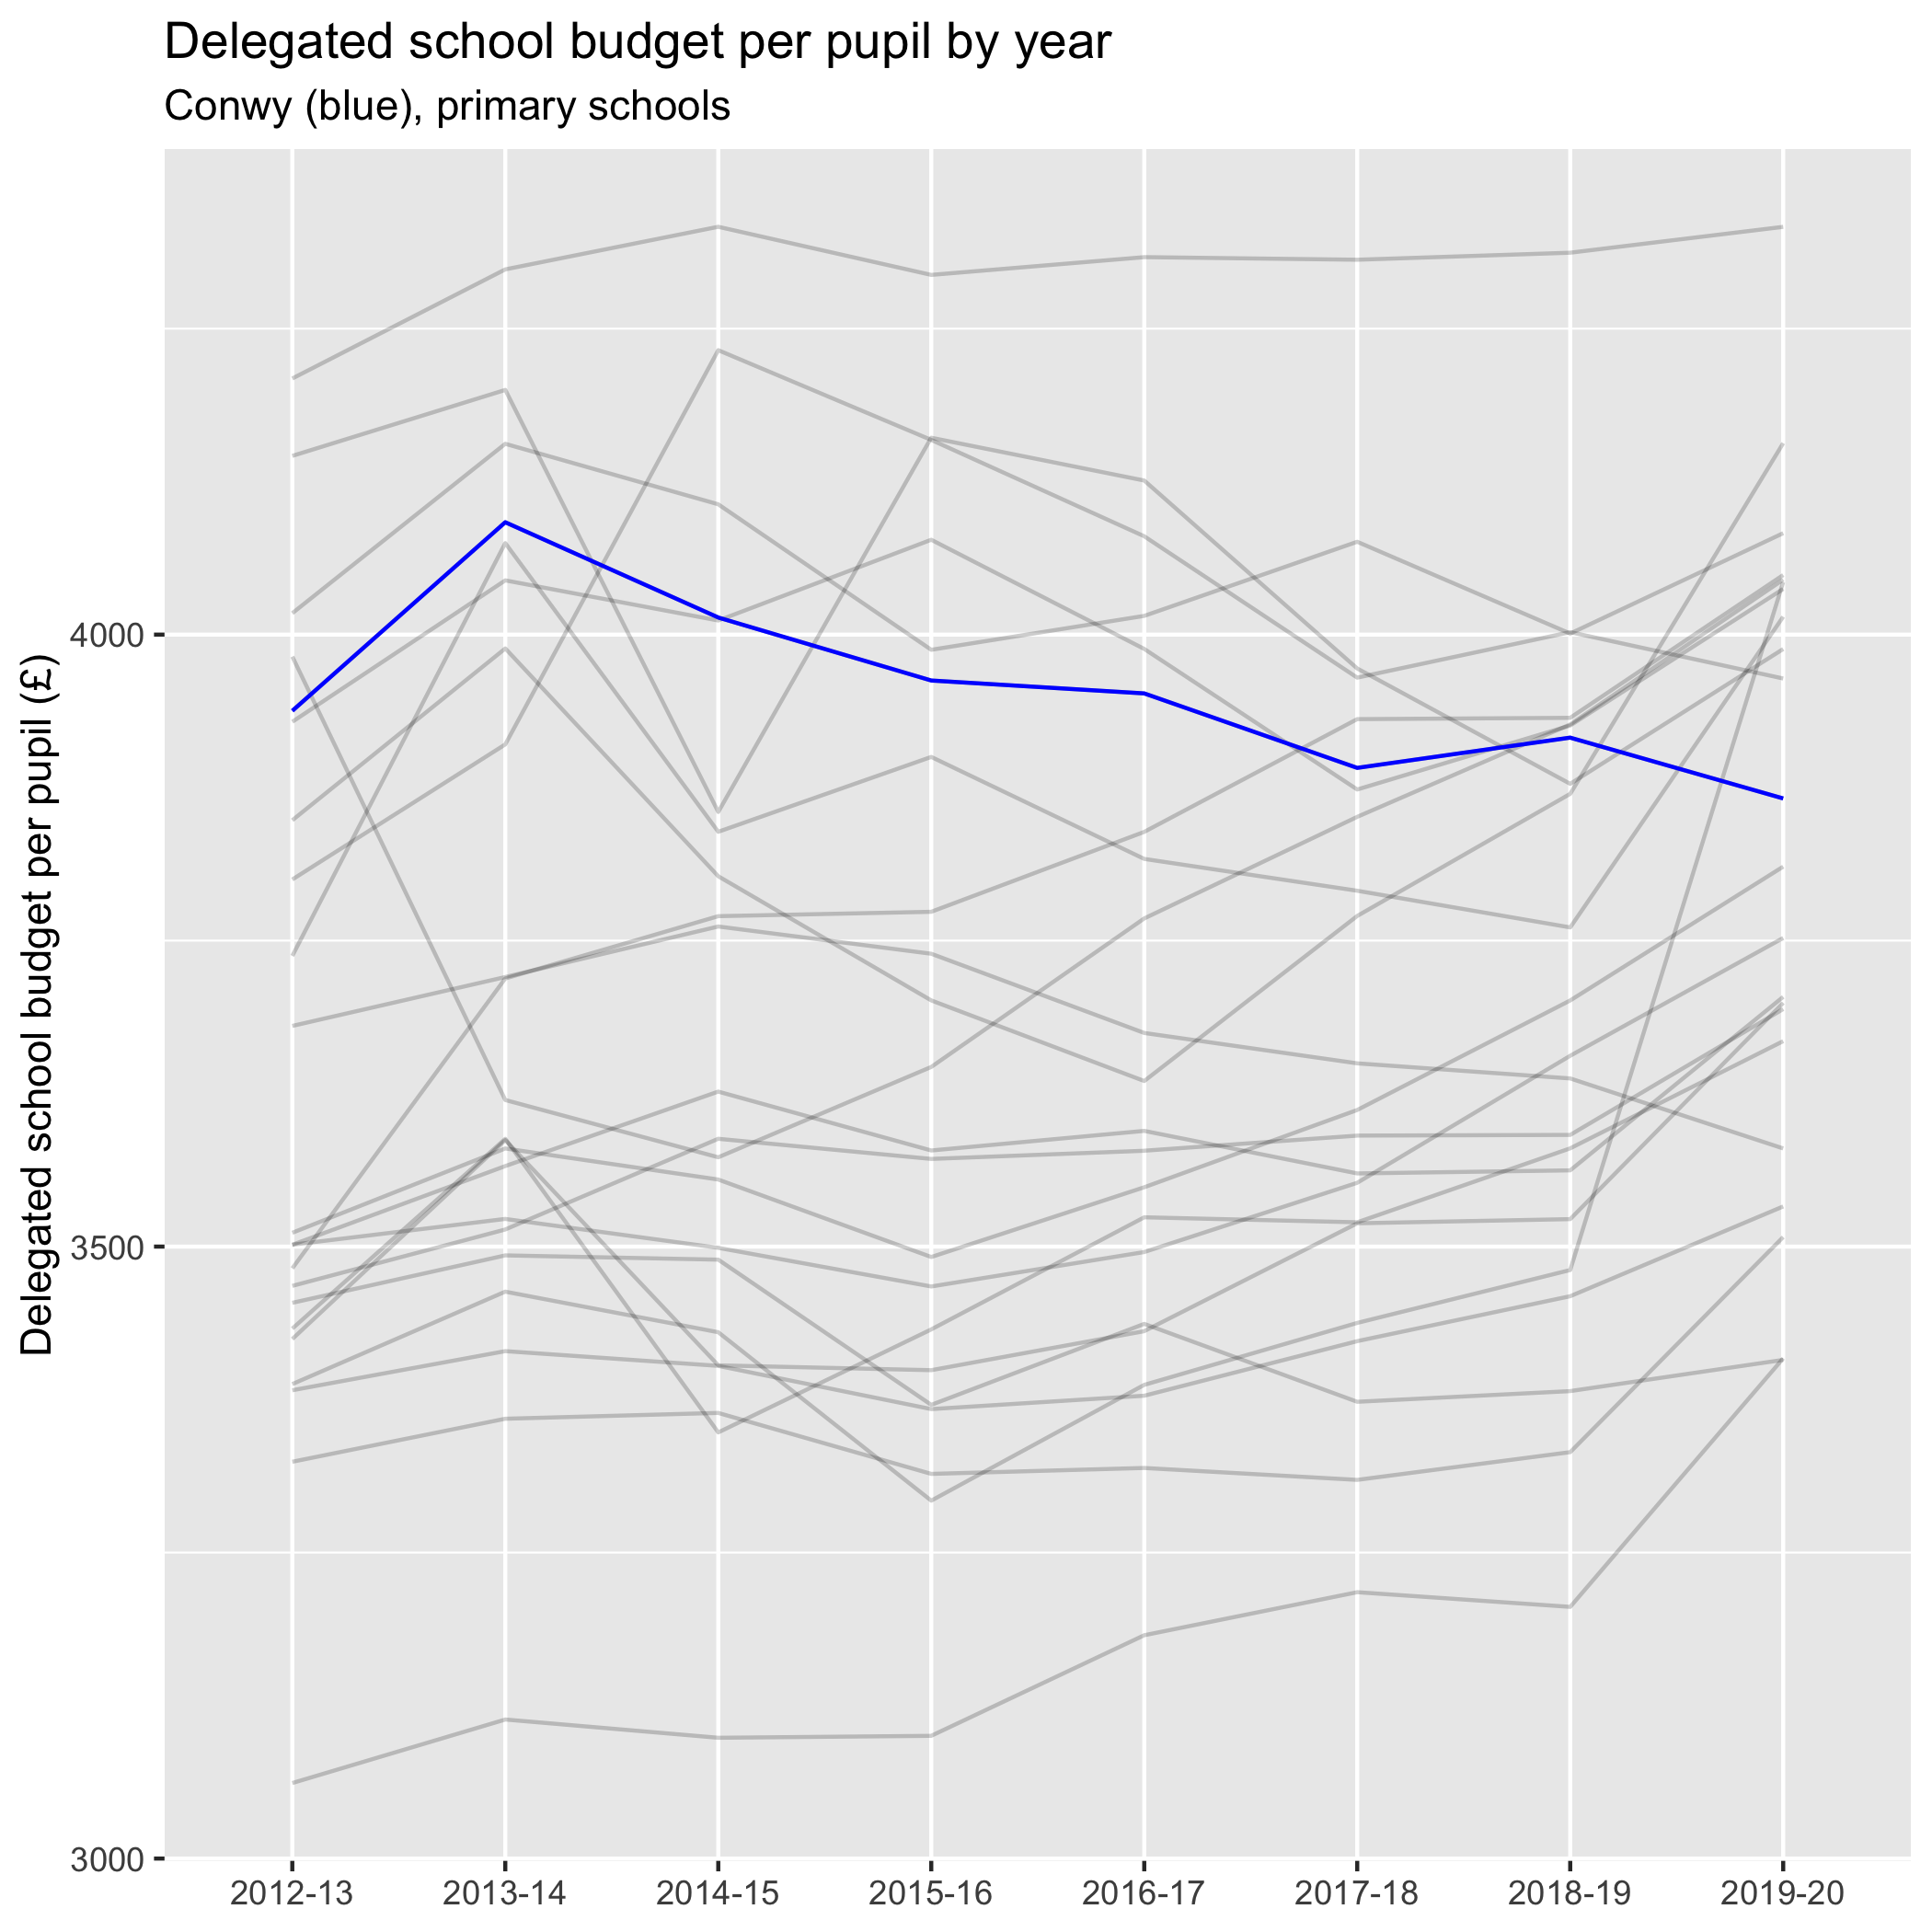 Delegated school budget per pupil by year
Conwy (blue), primary schools
Delegated school budget per pupil (£)
4000
3500
3000
2012-13 2013-14 2014-15 2015-16 2016-17 2017-18 2018-19 2019-20